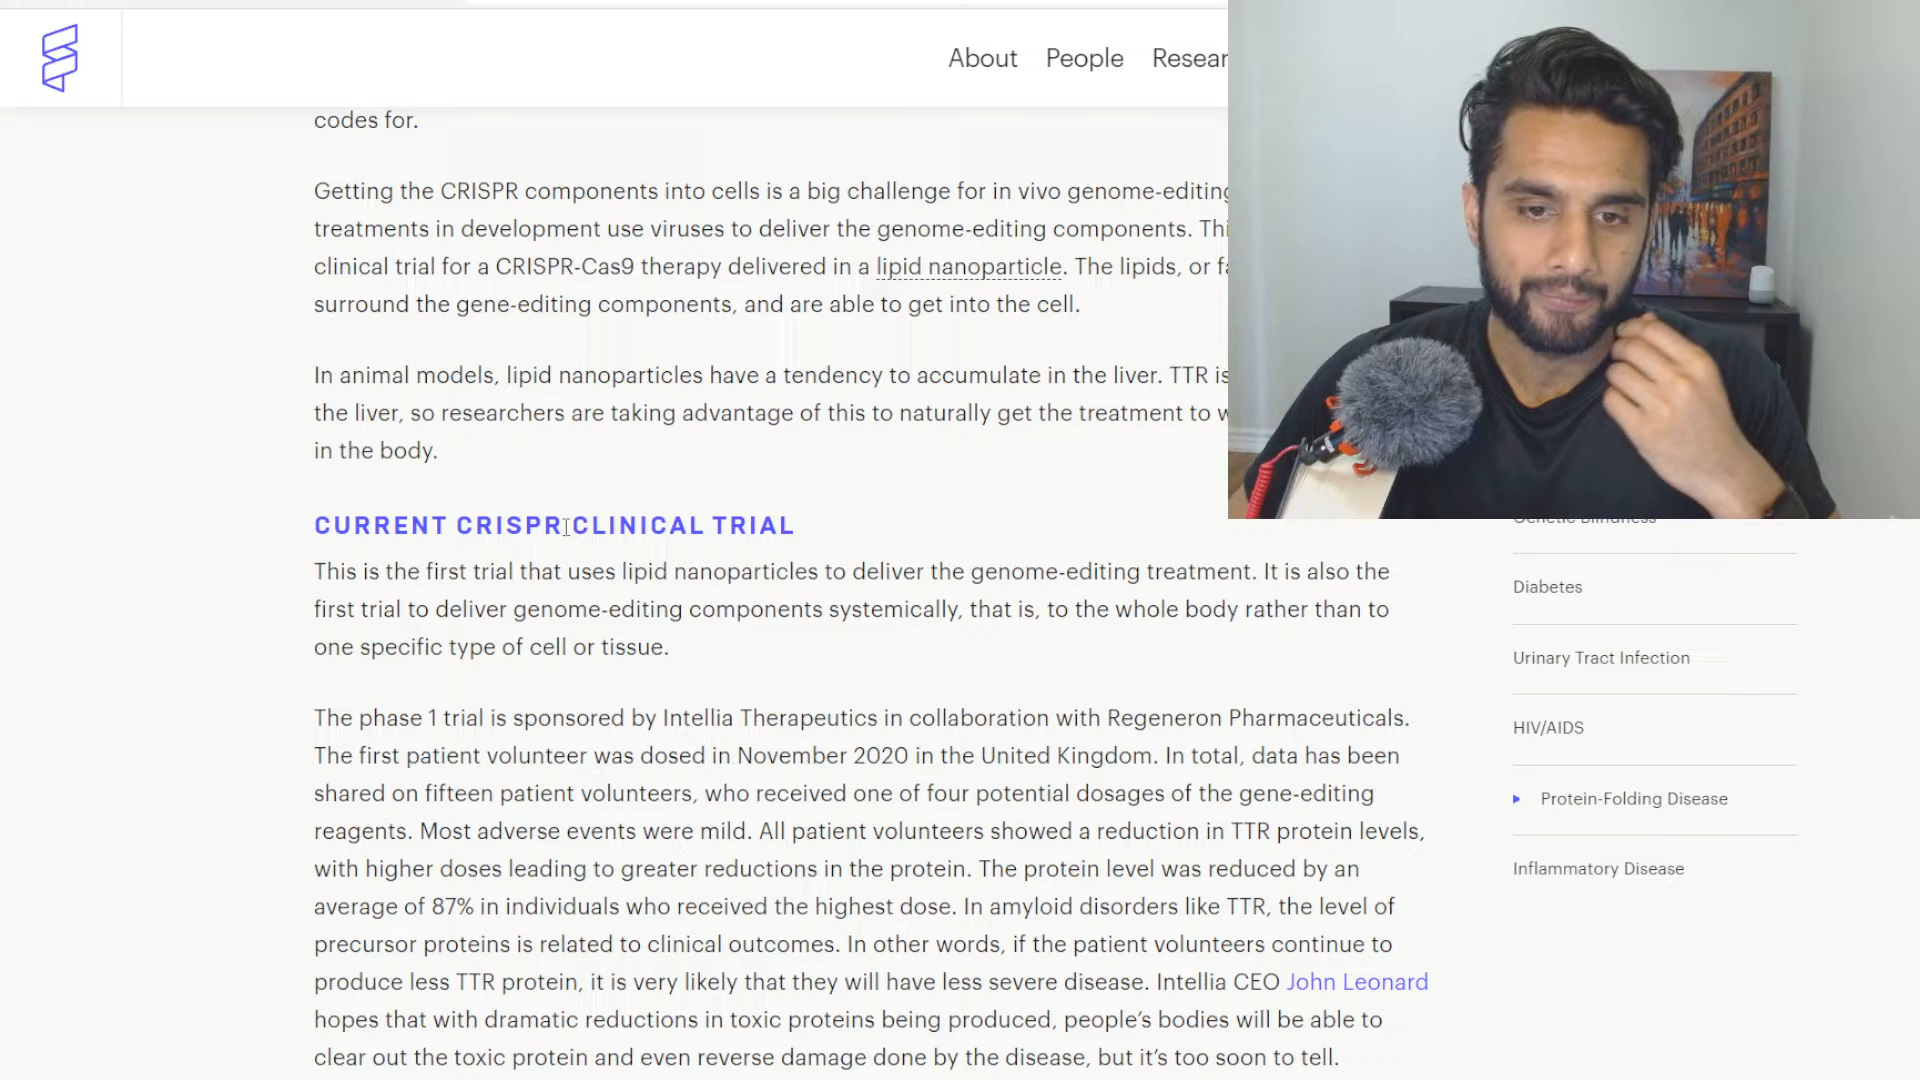 About People Resear
codes for.
Getting the CRISPR components into cells is a big challenge for in vivo genome-editing
treatments in development use viruses to deliver the genome-editing components. Thi
clinical trial for a CRISPR-Cas9 therapy delivered in a lipid nanoparticle. The lipids, or fa
surround the gene-editing components, and are able to get into the cell.
In animal models, lipid nanoparticles have a tendency to accumulate in the liver. TTR is
the liver, so researchers are taking advantage of this to naturally get the treatment to w
in the body.
CURRENT CRISPR CLINICAL TRIAL
This is the first trial that uses lipid nanoparticles to deliver the genome-editing treatment. It is also the
first trial to deliver genome-editing components systemically, that is, to the whole body rather than to
one specific type of cell or tissue.
The phase 1 trial is sponsored by Intellia Therapeutics in collaboration with Regeneron Pharmaceuticals.
The first patient volunteer was dosed in November 2020 in the United Kingdom. In total, data has been
shared on fifteen patient volunteers, who received one of four potential dosages of the gene-editing
reagents. Most adverse events were mild. All patient volunteers showed a reduction in TTR protein levels,
with higher doses leading to greater reductions in the protein. The protein level was reduced by an
average of 87% in individuals who received the highest dose. In amyloid disorders like TTR, the level of
precursor proteins is related to clinical outcomes. In other words, if the patient volunteers continue to
produce less TTR protein, it is very likely that they will have less severe disease. Intellia CEO John Leonard
hopes that with dramatic reductions in toxic proteins being produced, people's bodies will be able to
clear out the toxic protein and even reverse damage done by the disease, but it's too soon to tell.
Genetic Blindness
Diabetes
Urinary Tract Infection
HIV/AIDS
Protein-Folding Disease
Inflammatory Disease